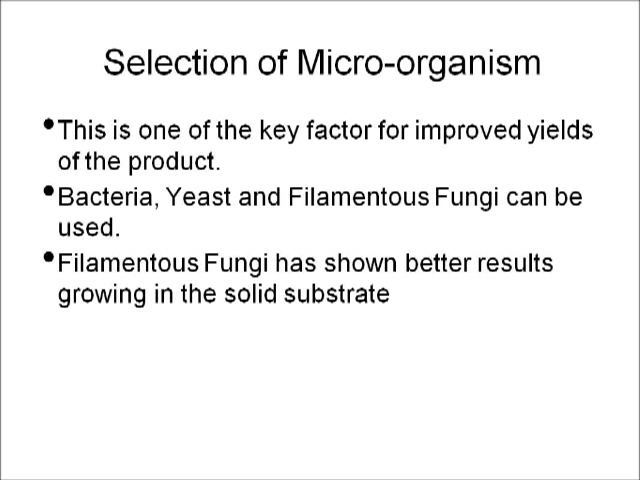 Selection of Micro-organism
• This is one of the key factor for improved yields
of the product.
• Bacteria, Yeast and Filamentous Fungi can be
used.
• Filamentous Fungi has shown better results
growing in the solid substrate